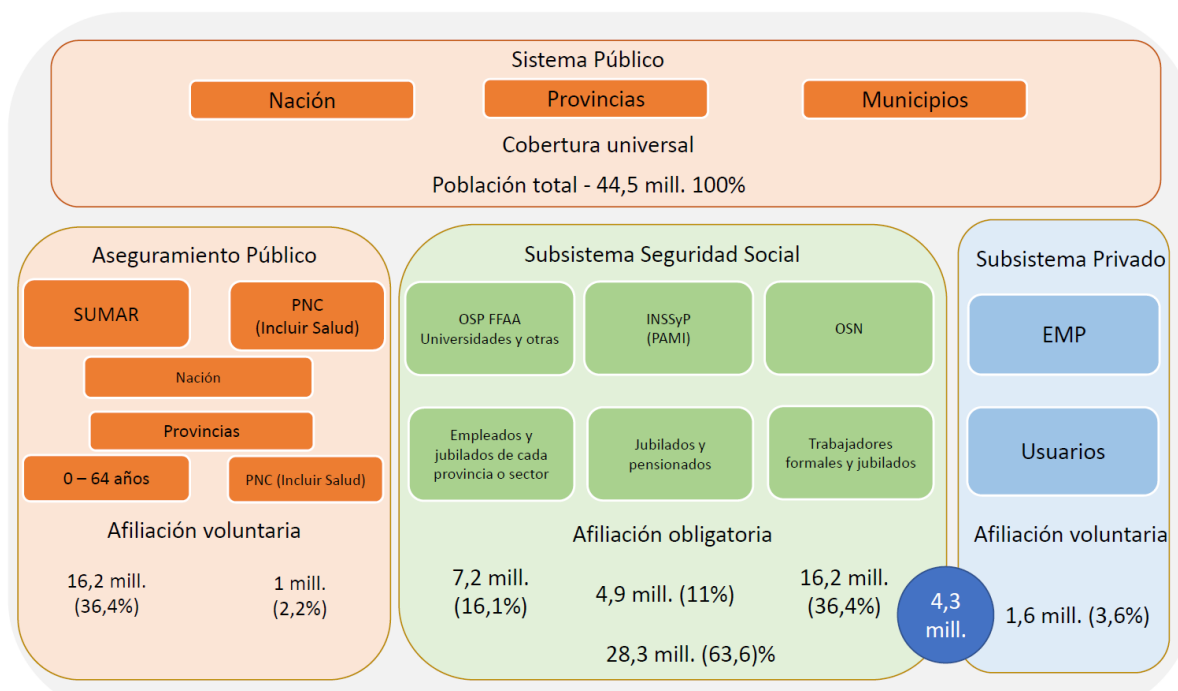 Sistema Público
Nación
Provincias
Municipios
Cobertura universal
Población total - 44,5 mill. 100%
Aseguramiento Público
SUMAR
PNC
(Incluir Salud)
Nación
Provincias
0 – 64 años
PNC (Incluir Salud)
Afiliación voluntaria
16,2 mill.
(36,4%)
1 mill.
(2,2%)
Subsistema Seguridad Social
OSP FFAA
Universidades y otras
INSSyP
(PAMI)
OSN
Empleados y
jubilados de cada
provincia o sector
Jubilados y
pensionados
Trabajadores
formales y jubilados
Afiliación obligatoria
7,2 mill.
(16,1%)
4,9 mill. (11%)
16,2 mill.
(36,4%)
28,3 mill. (63,6)%
4,3
mill.
Subsistema Privado
EMP
Usuarios
Afiliación voluntaria
1,6 mill. (3,6%)